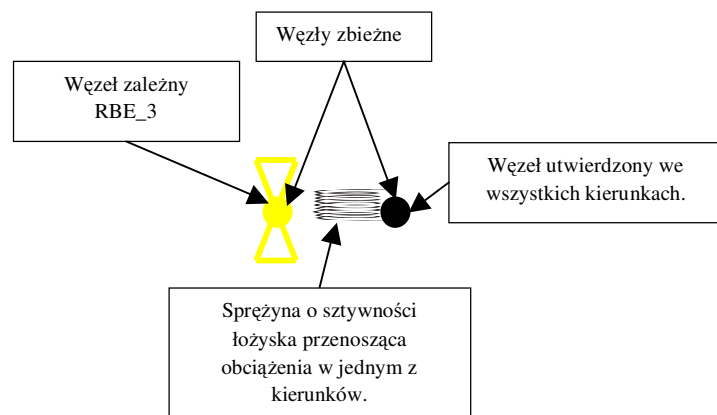 Węzły zbieżne
Węzeł zależny
RBE_3
Węzeł utwierdzony we
wszystkich kierunkach.
Sprężyna o sztywności
łożyska przenosząca
obciążenia w jednym z
kierunków.